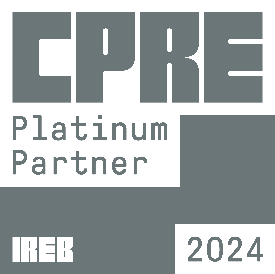 CPRE
Platinum
Partner
IREB 2024